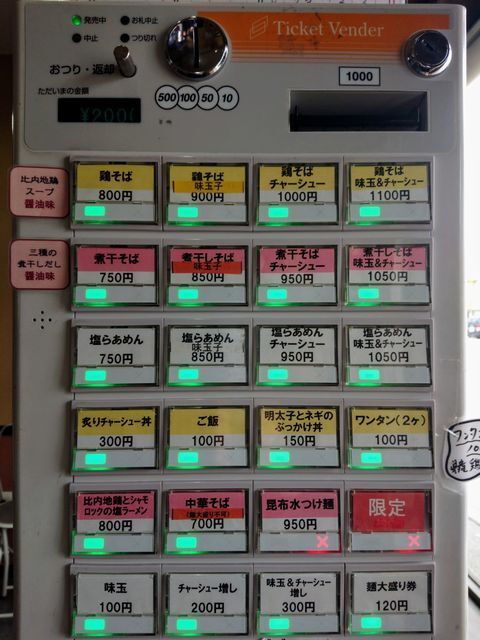 発売中
お札中止
中止
つり切れ
Ticket Vender
おつり・返却
1000
ただいまの金額
¥200
500 100 50 10
比内地鶏
スープ
醤油味
鶏そば
800円
鶏そば
味玉子
900円
鶏そば
チャーシュー
1000円
鶏そば
味玉&チャーシュー
1100円
三種の
煮干しだし
醤油味
煮干そば
750円
煮干しそば
味玉子
850円
煮干そば
チャーシュー
950円
煮干しそば
味玉&チャーシュー
1050円
塩らあめん
750円
塩らあめん
味玉子
850円
塩らあめん
チャーシュー
950円
塩らあめん
味玉&チャーシュー
1050円
炙りチャーシュー丼
300円
ご飯
100円
明太子とネギの
ぶっかけ丼
150円
ワンタン(2ヶ)
100円
比内地鶏とシャモ
ロックの塩ラーメン
800円
中華そば
(麺大盛り不可)
700円
昆布水つけ麺
950円
限定
味玉
100円
チャーシュー増し
200円
味玉&チャーシュー
増し
300円
麺大盛り券
120円